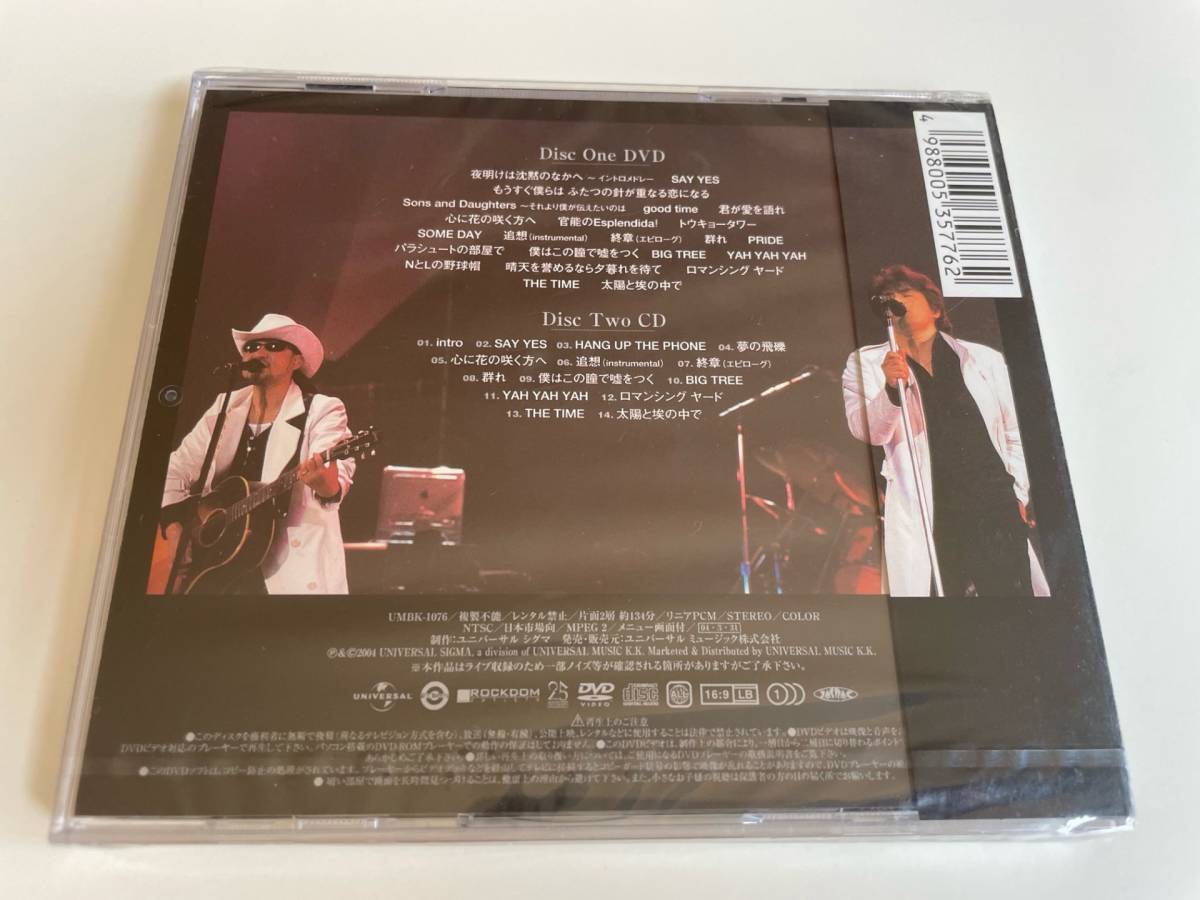 Disc One DVD
夜明けは沈黙のなかへ ～イントロメドレー SAY YES
もうすぐ僕らは ふたつの針が重なる恋になる
Sons and Daughters ～それより僕が伝えたいのは good time 君が愛を語れ
心に花の咲く方へ 官能のEsplendida! トウキョータワー
SOME DAY 追想(instrumental) 終章(エピローグ) 群れ PRIDE
パラシュートの部屋で 僕はこの瞳で嘘をつく BIG TREE YAH YAH YAH
NとLの野球帽 晴天を誉めるなら夕暮れを待て ロマンシング ヤード
THE TIME 太陽と埃の中で
Disc Two CD
01. intro 02. SAY YES 03. HANG UP THE PHONE 04. 夢の飛礫
05. 心に花の咲く方へ 06. 追想(instrumental) 07. 終章(エピローグ)
08. 群れ 09. 僕はこの瞳で嘘をつく 10. BIG TREE
11. YAH YAH YAH 12. ロマンシング ヤード
13. THE TIME 14. 太陽と埃の中で
4 988005 357762
UMBK-1076／複製不能／レンタル禁止／片面2層 約134分／リニアPCM／STEREO／COLOR
NTSC／日本市場向／MPEG 2／メニュー画面付／04・3・31
制作：ユニバーサル シグマ 発売・販売元：ユニバーサル ミュージック株式会社
℗&©2004 UNIVERSAL SIGMA, a division of UNIVERSAL MUSIC K.K. Marketed & Distributed by UNIVERSAL MUSIC K.K.
※本作品はライブ収録のため一部ノイズ等が確認される箇所がありますがご了承下さい。
UNIVERSAL ROCKDOM ARTISTS 25 DVD VIDEO COMPACT disc DIGITAL AUDIO ALL 16:9 LB 1
⚠再生上のご注意